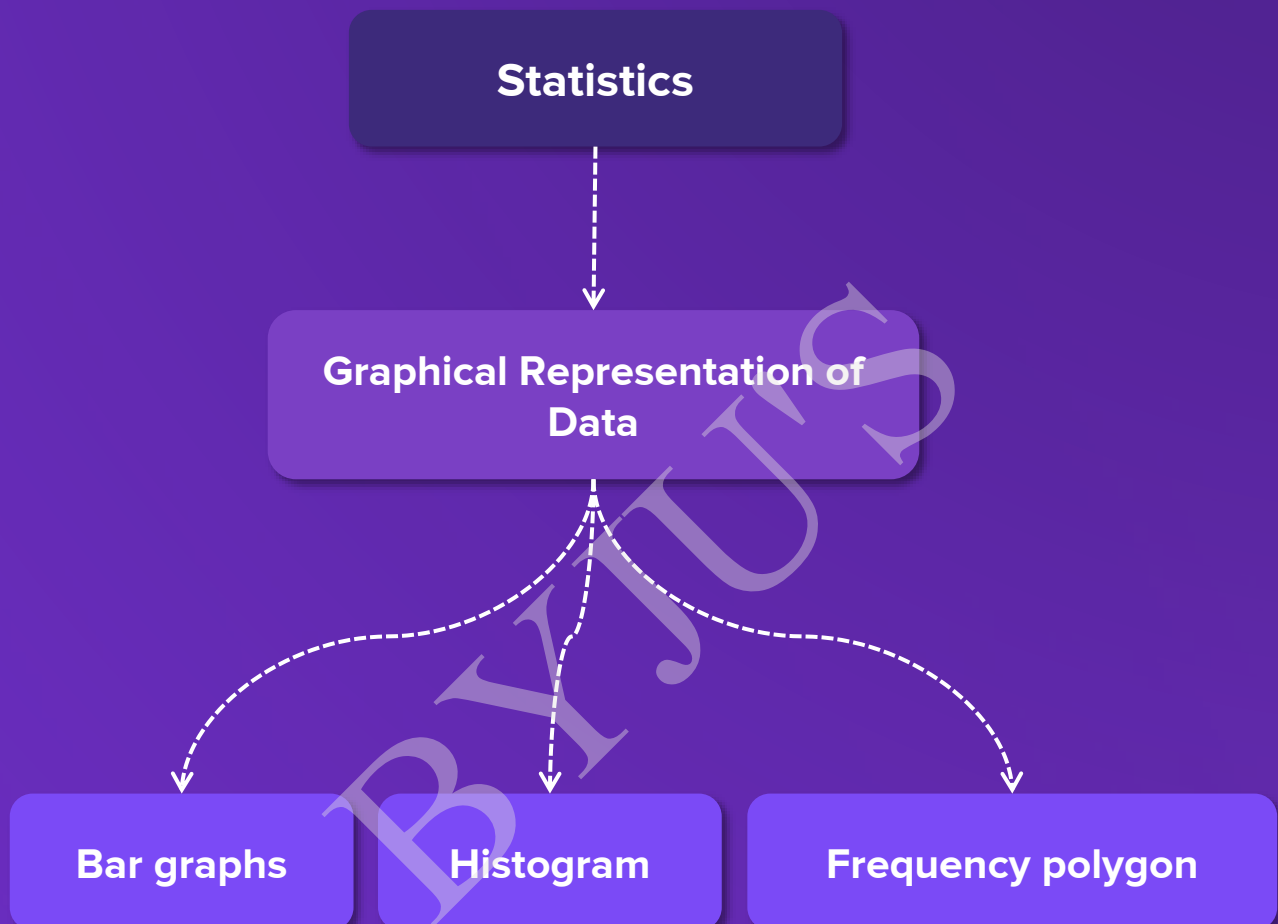 Statistics
Graphical Representation of
Data
BYJU'S
Bar graphs
Histogram
Frequency polygon